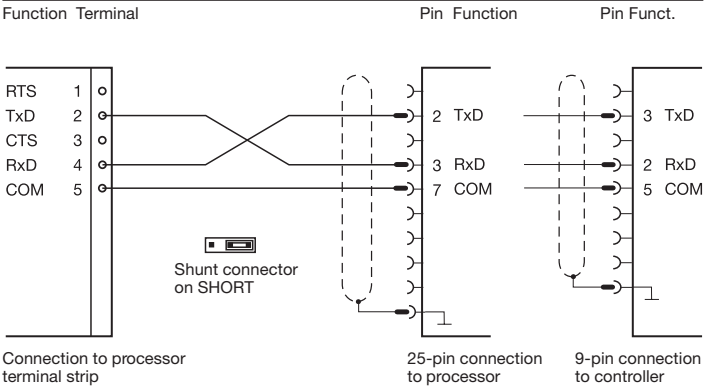 Function Terminal Pin Function Pin Funct.
RTS 1
TxD 2 2 TxD 3 TxD
CTS 3
RxD 4 3 RxD 2 RxD
COM 5 7 COM 5 COM
Shunt connector
on SHORT
Connection to processor
terminal strip
25-pin connection
to processor
9-pin connection
to controller